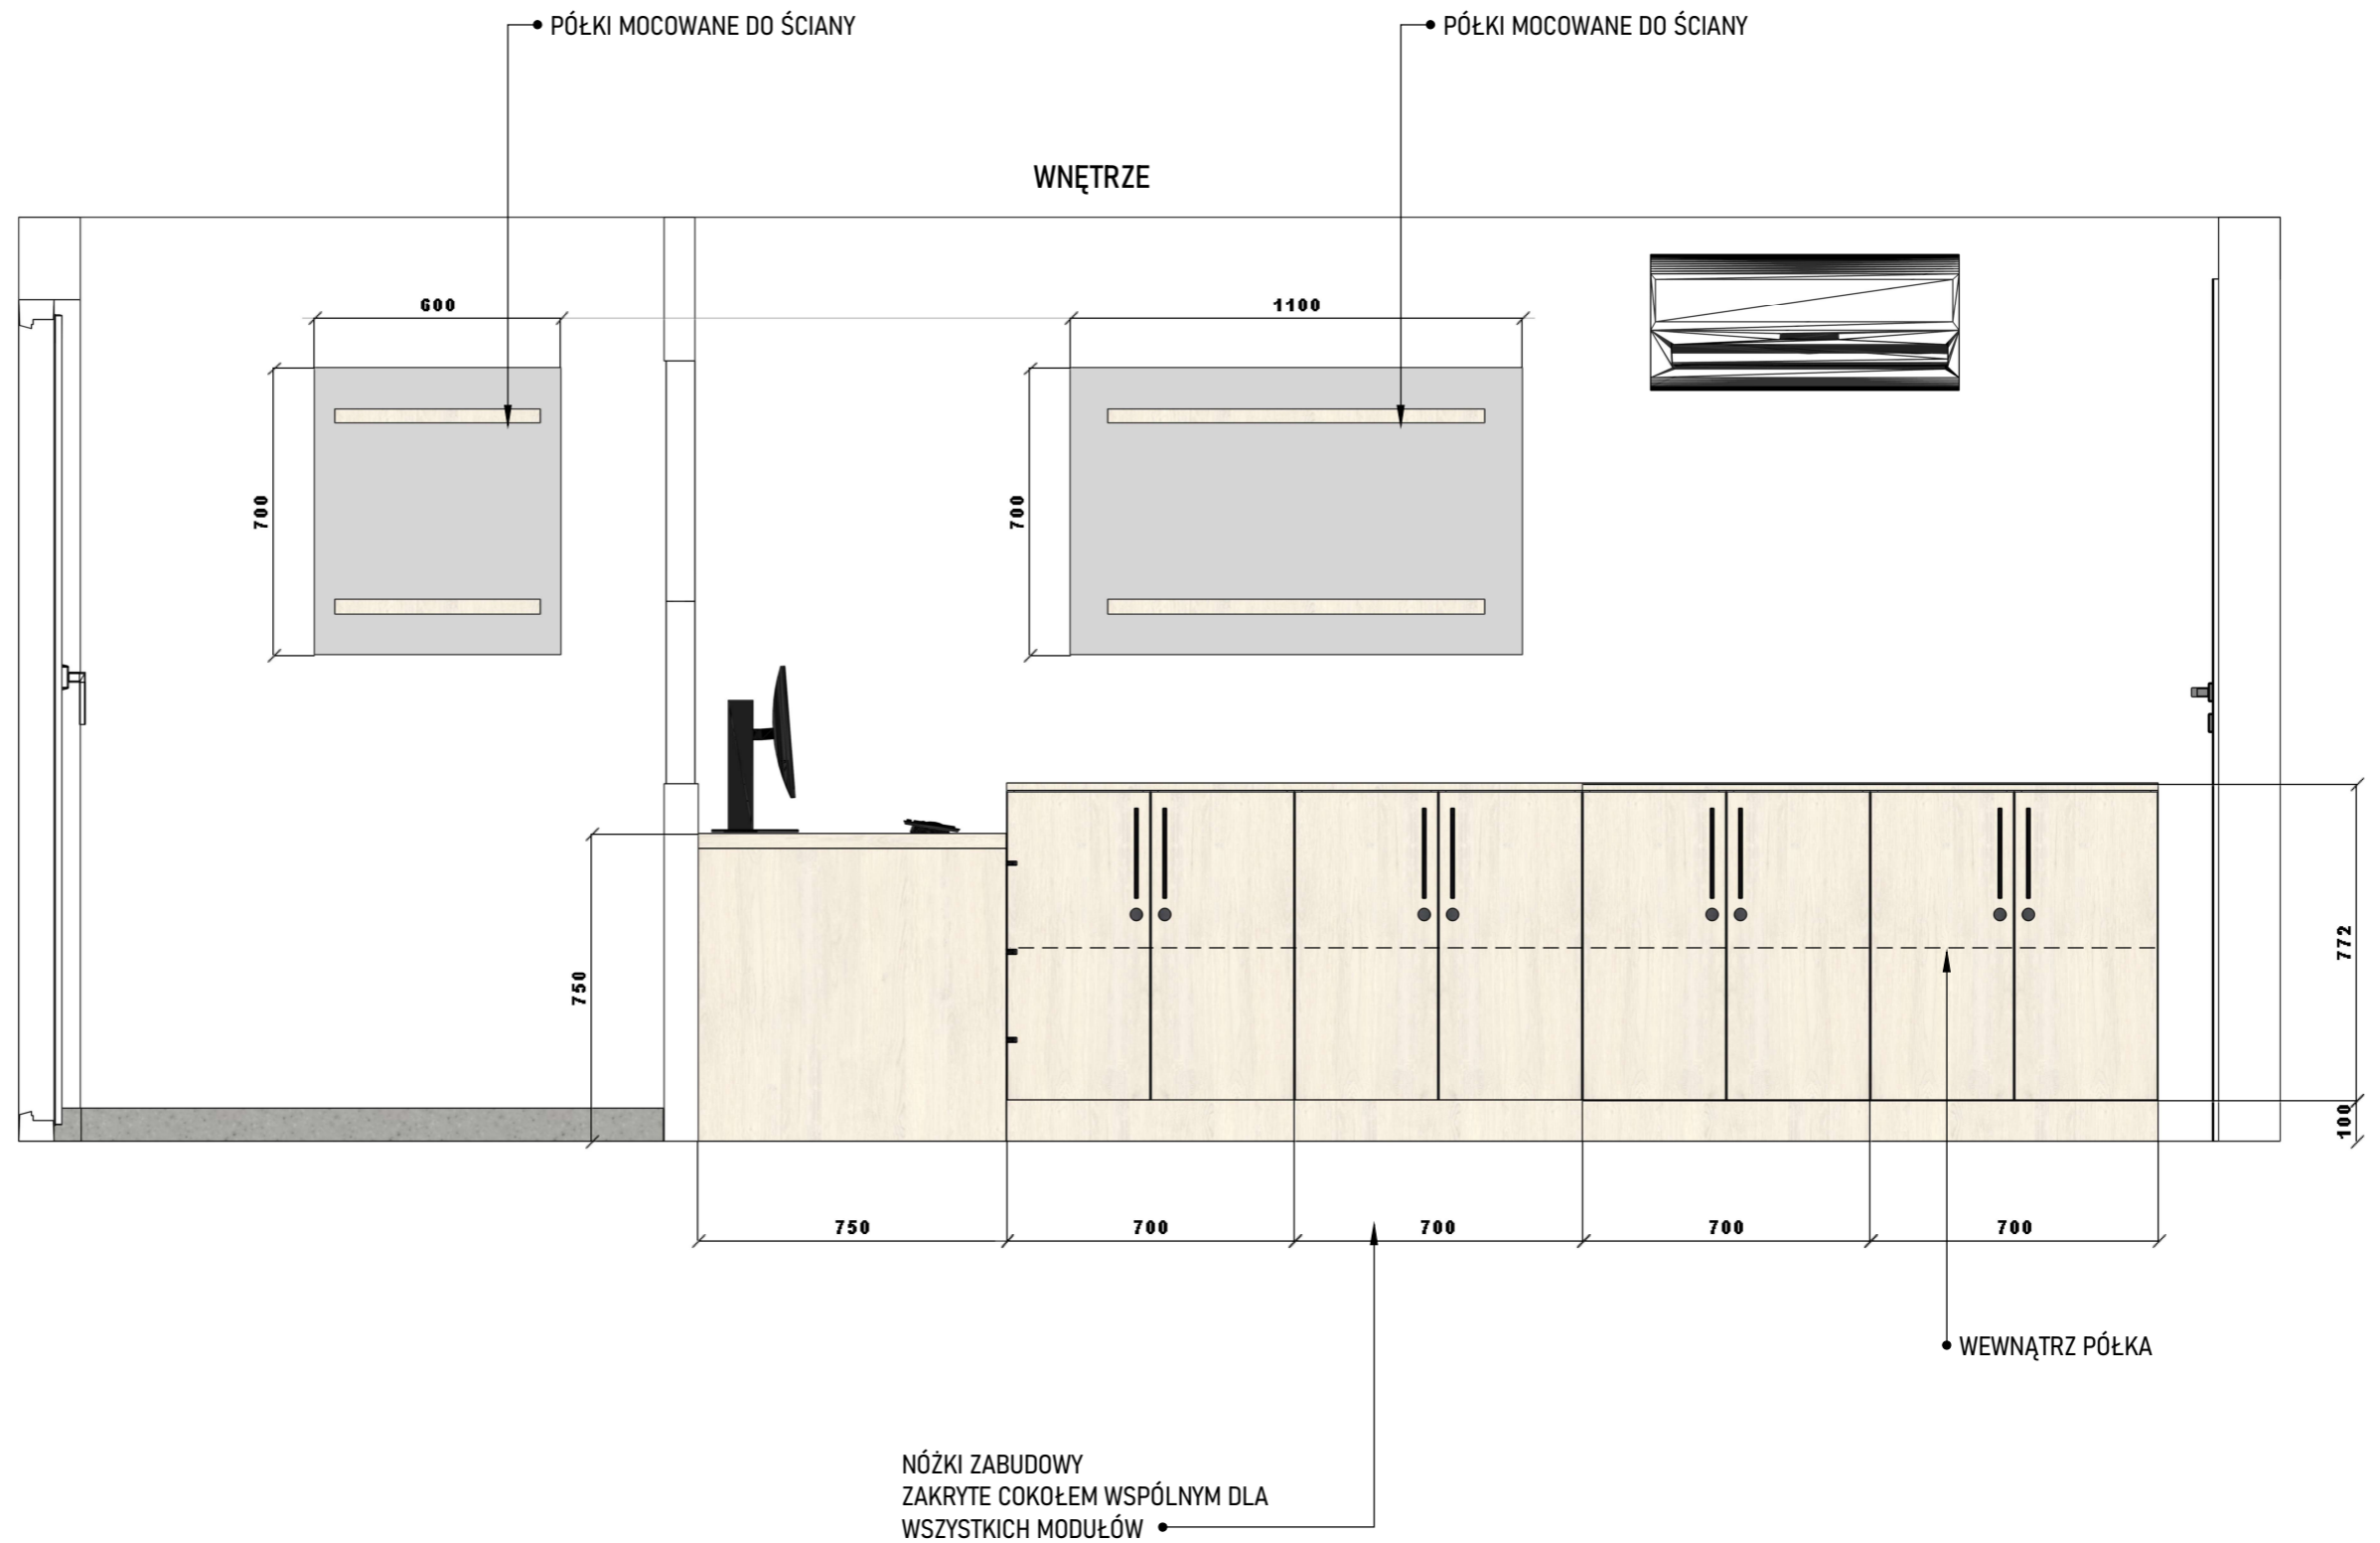 PÓŁKI MOCOWANE DO ŚCIANY
PÓŁKI MOCOWANE DO ŚCIANY
WNĘTRZE
600
1100
700
700
750
772
100
750
700
700
700
700
WEWNĄTRZ PÓŁKA
NÓŻKI ZABUDOWY
ZAKRYTE COKOŁEM WSPÓLNYM DLA
WSZYSTKICH MODUŁÓW